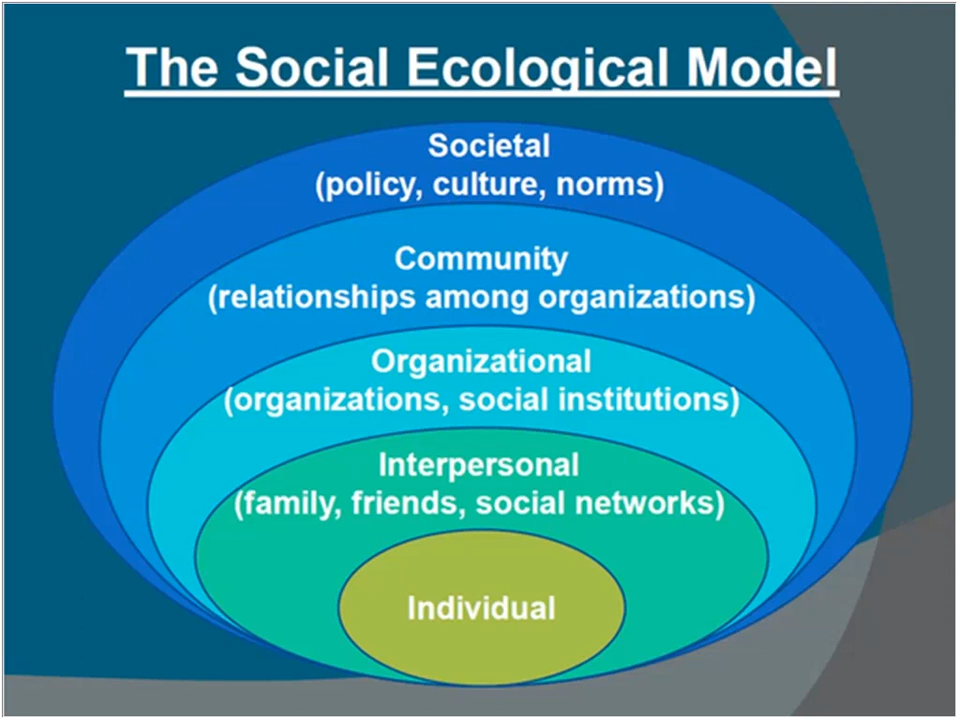 The Social Ecological Model
Societal
(policy, culture, norms)
Community
(relationships among organizations)
Organizational
(organizations, social institutions)
Interpersonal
(family, friends, social networks)
Individual